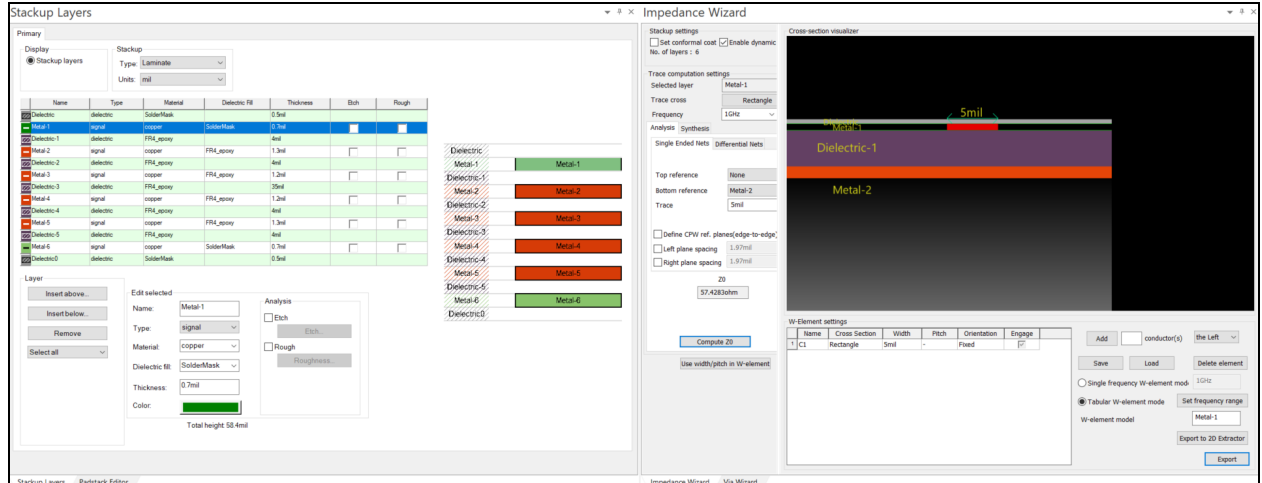 Stackup Layers
Primary
Display
Stackup layers
Stackup
Type: Laminate
Units: mil
Name Type Material Dielectric Fill Thickness Etch Rough
Dielectric dielectric SolderMask 0.5mil
Metal-1 signal copper SolderMask 0.7mil
Dielectric-1 dielectric FR4_epoxy 4mil
Metal-2 signal copper FR4_epoxy 1.3mil
Dielectric-2 dielectric FR4_epoxy 4mil
Metal-3 signal copper FR4_epoxy 1.2mil
Dielectric-3 dielectric FR4_epoxy 35mil
Metal-4 signal copper FR4_epoxy 1.2mil
Dielectric-4 dielectric FR4_epoxy 4mil
Metal-5 signal copper FR4_epoxy 1.3mil
Dielectric-5 dielectric FR4_epoxy 4mil
Metal-6 signal copper SolderMask 0.7mil
Dielectric0 dielectric SolderMask 0.5mil
Dielectric
Metal-1 Metal-1
Dielectric-1
Metal-2 Metal-2
Dielectric-2
Metal-3 Metal-3
Dielectric-3
Metal-4 Metal-4
Dielectric-4
Metal-5 Metal-5
Dielectric-5
Metal-6 Metal-6
Dielectric0
Layer
Insert above...
Insert below...
Remove
Select all
Edit selected
Name: Metal-1
Type: signal
Material: copper
Dielectric fill: SolderMask
Thickness: 0.7mil
Color:
Total height 58.4mil
Analysis
Etch
Etch...
Rough
Roughness...
Stackup Layers Padstack Editor
Impedance Wizard
Stackup settings
Set conformal coat Enable dynamic
No. of layers : 6
Trace computation settings
Selected layer Metal-1
Trace cross Rectangle
Frequency 1GHz
Analysis Synthesis
Single Ended Nets Differential Nets
Top reference None
Bottom reference Metal-2
Trace 5mil
Define CPW ref. planes(edge-to-edge)
Left plane spacing 1.97mil
Right plane spacing 1.97mil
Z0
57.4283ohm
Compute Z0
Use width/pitch in W-element
Cross-section visualizer
5mil
Metal-1
Dielectric-1
Metal-2
W-Element settings
Name Cross Section Width Pitch Orientation Engage
1 C1 Rectangle 5mil - Fixed
Add conductor(s) the Left
Save Load Delete element
Single frequency W-element mode 1GHz
Tabular W-element mode Set frequency range
W-element model Metal-1
Export to 2D Extractor
Export
Impedance Wizard Via Wizard